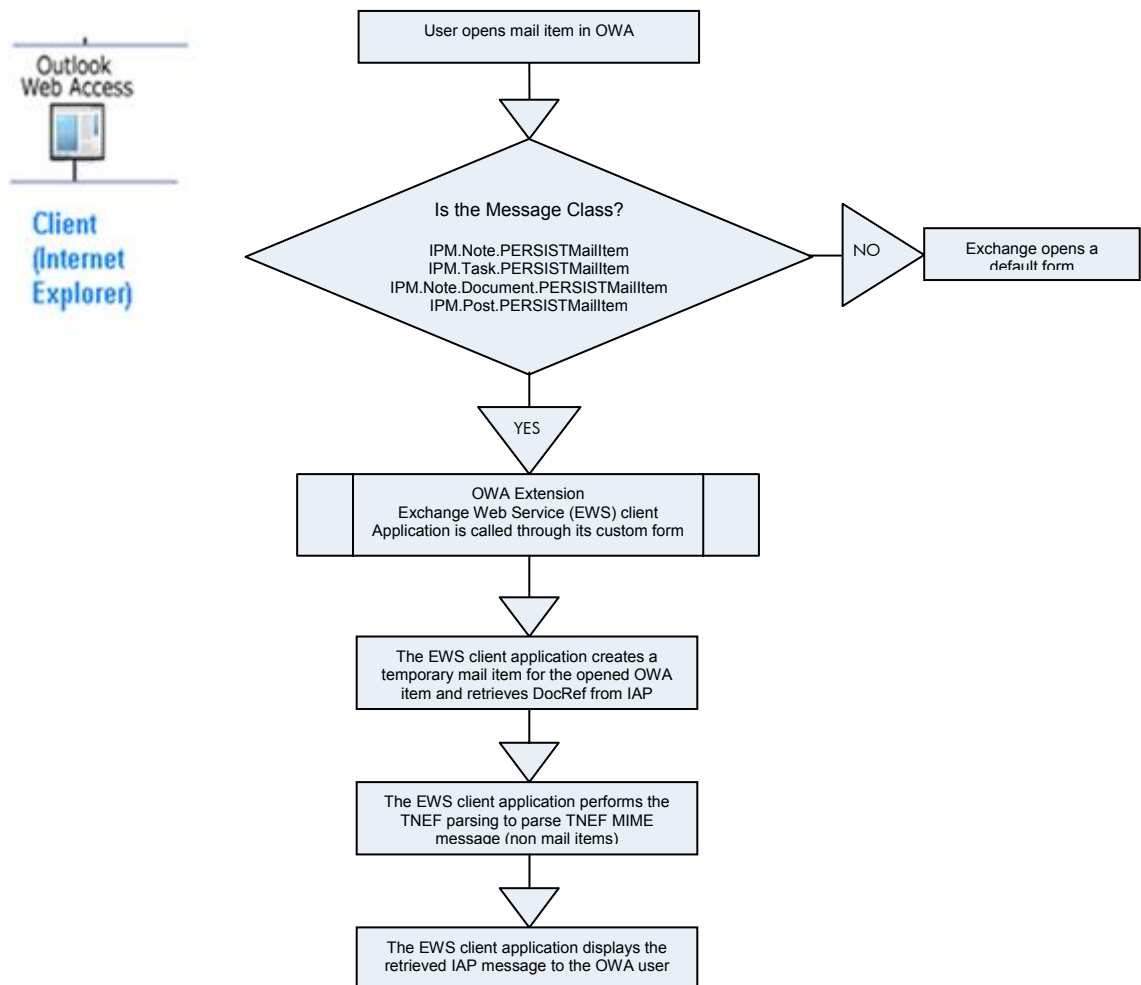 User opens mail item in OWA
Outlook
Web Access
Client
(Internet
Explorer)
Is the Message Class?
IPM.Note.PERSISTMailItem
IPM.Task.PERSISTMailItem
IPM.Note.Document.PERSISTMailItem
IPM.Post.PERSISTMailItem
NO
Exchange opens a
default form
YES
OWA Extension
Exchange Web Service (EWS) client
Application is called through its custom form
The EWS client application creates a
temporary mail item for the opened OWA
item and retrieves DocRef from IAP
The EWS client application performs the
TNEF parsing to parse TNEF MIME
message (non mail items)
The EWS client application displays the
retrieved IAP message to the OWA user